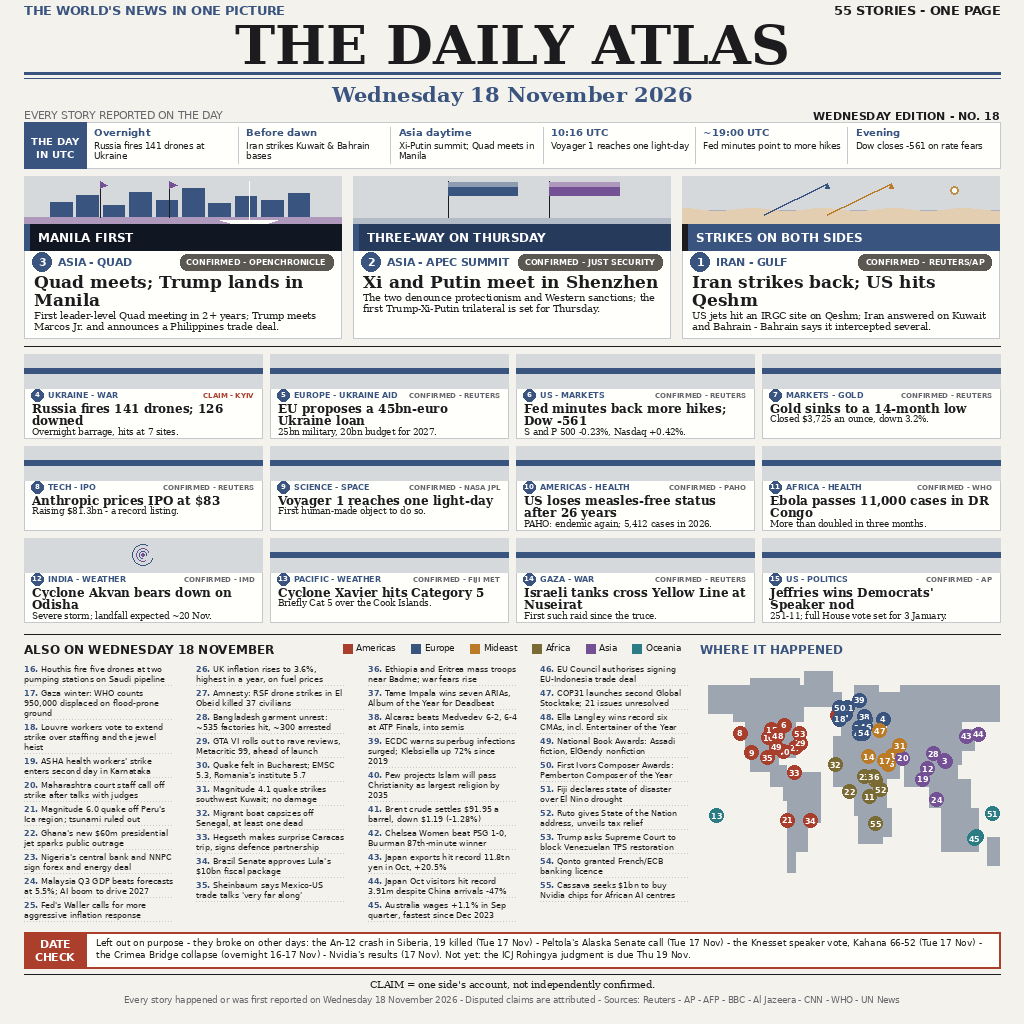 THE WORLD'S NEWS IN ONE PICTURE
55 STORIES - ONE PAGE
THE DAILY ATLAS
Wednesday 18 November 2026
EVERY STORY REPORTED ON THE DAY
WEDNESDAY EDITION - NO. 18
THE DAY
IN UTC
Overnight
Russia fires 141 drones at
Ukraine
Before dawn
Iran strikes Kuwait & Bahrain
bases
Asia daytime
Xi-Putin summit; Quad meets in
Manila
10:16 UTC
Voyager 1 reaches one light-day
~19:00 UTC
Fed minutes point to more hikes
Evening
Dow closes -561 on rate fears
MANILA FIRST
3 ASIA - QUAD
CONFIRMED - OPENCHRONICLE
Quad meets; Trump lands in
Manila
First leader-level Quad meeting in 2+ years; Trump meets
Marcos Jr. and announces a Philippines trade deal.
THREE-WAY ON THURSDAY
2 ASIA - APEC SUMMIT
CONFIRMED - JUST SECURITY
Xi and Putin meet in Shenzhen
The two denounce protectionism and Western sanctions; the
first Trump-Xi-Putin trilateral is set for Thursday.
STRIKES ON BOTH SIDES
1 IRAN - GULF
CONFIRMED - REUTERS/AP
Iran strikes back; US hits
Qeshm
US jets hit an IRGC site on Qeshm; Iran answered on Kuwait
and Bahrain - Bahrain says it intercepted several.
4 UKRAINE - WAR
CLAIM - KYIV
Russia fires 141 drones; 126
downed
Overnight barrage, hits at 7 sites.
5 EUROPE - UKRAINE AID
CONFIRMED - REUTERS
EU proposes a 45bn-euro
Ukraine loan
25bn military, 20bn budget for 2027.
6 US - MARKETS
CONFIRMED - REUTERS
Fed minutes back more hikes;
Dow -561
S and P 500 -0.23%, Nasdaq +0.42%.
7 MARKETS - GOLD
CONFIRMED - REUTERS
Gold sinks to a 14-month low
Closed $3,725 an ounce, down 3.2%.
8 TECH - IPO
CONFIRMED - REUTERS
Anthropic prices IPO at $83
Raising $81.3bn - a record listing.
9 SCIENCE - SPACE
CONFIRMED - NASA JPL
Voyager 1 reaches one light-day
First human-made object to do so.
10 AMERICAS - HEALTH
CONFIRMED - PAHO
US loses measles-free status
after 26 years
PAHO: endemic again; 5,412 cases in 2026.
11 AFRICA - HEALTH
CONFIRMED - WHO
Ebola passes 11,000 cases in DR
Congo
More than doubled in three months.
12 INDIA - WEATHER
CONFIRMED - IMD
Cyclone Akvan bears down on
Odisha
Severe storm; landfall expected ~20 Nov.
13 PACIFIC - WEATHER
CONFIRMED - FIJI MET
Cyclone Xavier hits Category 5
Briefly Cat 5 over the Cook Islands.
14 GAZA - WAR
CONFIRMED - REUTERS
Israeli tanks cross Yellow Line at
Nuseirat
First such raid since the truce.
15 US - POLITICS
CONFIRMED - AP
Jeffries wins Democrats'
Speaker nod
251-11; full House vote set for 3 January.
ALSO ON WEDNESDAY 18 NOVEMBER
Americas
Europe
Mideast
Africa
Asia
Oceania
WHERE IT HAPPENED
16. Houthis fire five drones at two
pumping stations on Saudi pipeline
17. Gaza winter: WHO counts
950,000 displaced on flood-prone
ground
18. Louvre workers vote to extend
strike over staffing and the jewel
heist
19. ASHA health workers' strike
enters second day in Karnataka
20. Maharashtra court staff call off
strike after talks with judges
21. Magnitude 6.0 quake off Peru's
Ica region; tsunami ruled out
22. Ghana's new $60m presidential
jet sparks public outrage
23. Nigeria's central bank and NNPC
sign forex and energy deal
24. Malaysia Q3 GDP beats forecasts
at 5.5%; AI boom to drive 2027
25. Fed's Waller calls for more
aggressive inflation response
26. UK inflation rises to 3.6%,
highest in a year, on fuel prices
27. Amnesty: RSF drone strikes in El
Obeid killed 37 civilians
28. Bangladesh garment unrest:
~535 factories hit, ~300 arrested
29. GTA VI rolls out to rave reviews,
Metacritic 99, ahead of launch
30. Quake felt in Bucharest; EMSC
5.3, Romania's institute 5.7
31. Magnitude 4.1 quake strikes
southwest Kuwait; no damage
32. Migrant boat capsizes off
Senegal, at least one dead
33. Hegseth makes surprise Caracas
trip, signs defence partnership
34. Brazil Senate approves Lula's
$10bn fiscal package
35. Sheinbaum says Mexico-US
trade talks 'very far along'
36. Ethiopia and Eritrea mass troops
near Badme; war fears rise
37. Tame Impala wins seven ARIAs,
Album of the Year for Deadbeat
38. Alcaraz beats Medvedev 6-2, 6-4
at ATP Finals, into semis
39. ECDC warns superbug infections
surged; Klebsiella up 72% since
2019
40. Pew projects Islam will pass
Christianity as largest religion by
2035
41. Brent crude settles $91.95 a
barrel, down $1.19 (-1.28%)
42. Chelsea Women beat PSG 1-0,
Buurman 87th-minute winner
43. Japan exports hit record 11.8tn
yen in Oct, +20.5%
44. Japan Oct visitors hit record
3.91m despite China arrivals -47%
45. Australia wages +1.1% in Sep
quarter, fastest since Dec 2023
46. EU Council authorises signing
EU-Indonesia trade deal
47. COP31 launches second Global
Stocktake; 21 issues unresolved
48. Ella Langley wins record six
CMAs, incl. Entertainer of the Year
49. National Book Awards: Assadi
fiction, ElGendy nonfiction
50. First Ivors Composer Awards:
Pemberton Composer of the Year
51. Fiji declares state of disaster
over El Nino drought
52. Ruto gives State of the Nation
address, unveils tax relief
53. Trump asks Supreme Court to
block Venezuelan TPS restoration
54. Qonto granted French/ECB
banking licence
55. Cassava seeks $1bn to buy
Nvidia chips for African AI centres
8
6
48
53
29
49
9
35
33
21
34
13
50
39
18
38
4
54
47
31
14
17
20
32
36
22
52
11
55
28
3
12
19
24
43
44
51
45
DATE
CHECK
Left out on purpose - they broke on other days: the An-12 crash in Siberia, 19 killed (Tue 17 Nov) - Peltola's Alaska Senate call (Tue 17 Nov) - the Knesset speaker vote, Kahana 66-52 (Tue 17 Nov) -
the Crimea Bridge collapse (overnight 16-17 Nov) - Nvidia's results (17 Nov). Not yet: the ICJ Rohingya judgment is due Thu 19 Nov.
CLAIM = one side's account, not independently confirmed.
Every story happened or was first reported on Wednesday 18 November 2026 - Disputed claims are attributed - Sources: Reuters - AP - AFP - BBC - Al Jazeera - CNN - WHO - UN News